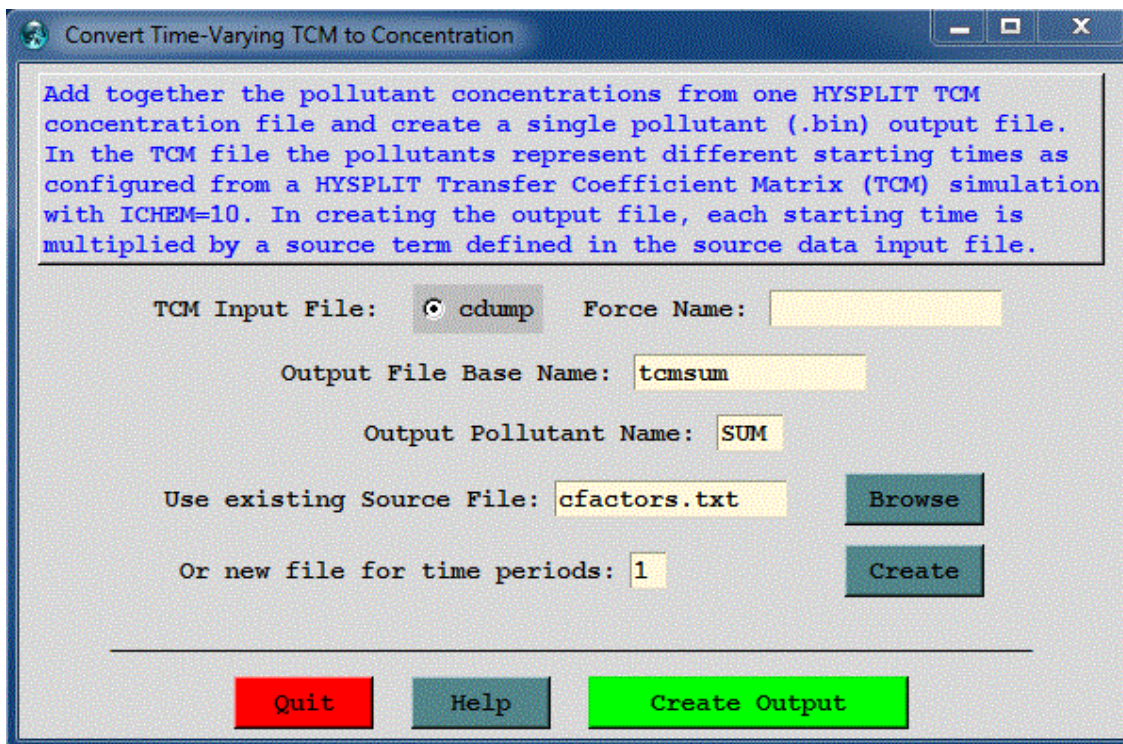 Convert Time-Varying TCM to Concentration
Add together the pollutant concentrations from one HYSPLIT TCM
concentration file and create a single pollutant (.bin) output file.
In the TCM file the pollutants represent different starting times as
configured from a HYSPLIT Transfer Coefficient Matrix (TCM) simulation
with ICHEM=10. In creating the output file, each starting time is
multiplied by a source term defined in the source data input file.
TCM Input File: cdump Force Name:
Output File Base Name: tcmsum
Output Pollutant Name: SUM
Use existing Source File: cfactors.txt Browse
Or new file for time periods: 1 Create
Quit Help Create Output